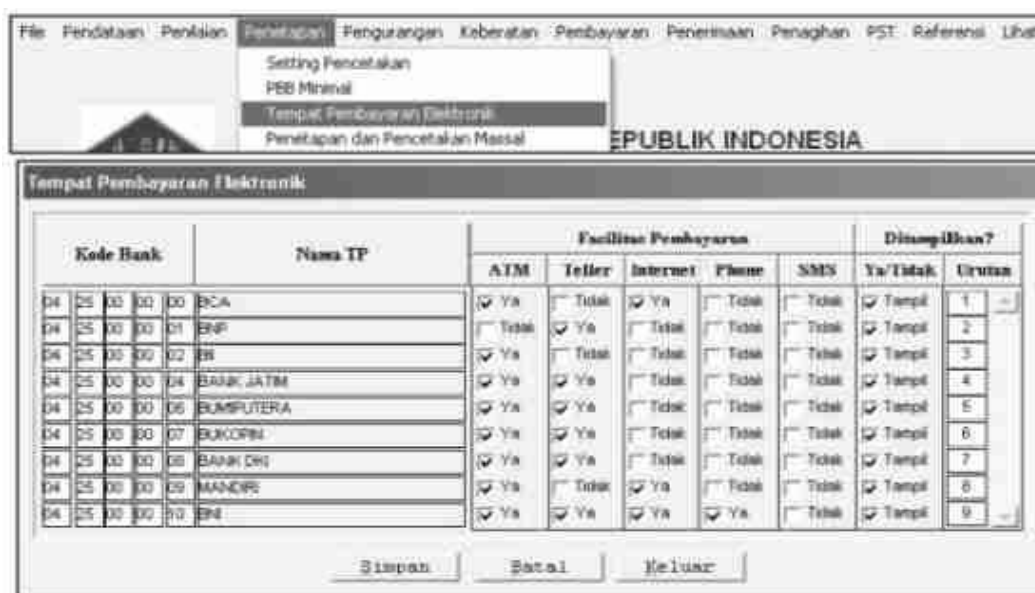 File Pendataan Penilaian Penetapan Pengurangan Keberatan Pembayaran Penerimaan Penagihan PST Referensi Lihat
Setting Pencetakan
PBB Minimal
Tempat Pembayaran Elektronik
Penetapan dan Pencetakan Massal
EPUBLIK INDONESIA
Tempat Pembayaran Elektronik
Kode Bank Nama TP Fasilitas Pembayaran Ditampilkan?
ATM Teller Internet Phone SMS Ya/Tidak Urutan
04 25 00 00 00 BCA Ya Tidak Ya Tidak Tidak Tampil 1
04 25 00 00 01 BNP Tidak Ya Tidak Tidak Tidak Tampil 2
04 25 00 00 02 BII Ya Tidak Tidak Tidak Tidak Tampil 3
04 25 00 00 04 BANK JATIM Ya Ya Tidak Tidak Tidak Tampil 4
04 25 00 00 06 BUMIPUTERA Ya Ya Tidak Tidak Tidak Tampil 5
04 25 00 00 07 BUKOPIN Ya Ya Tidak Tidak Tidak Tampil 6
04 25 00 00 08 BANK DKI Ya Ya Tidak Tidak Tidak Tampil 7
04 25 00 00 09 MANDIRI Ya Tidak Ya Tidak Tidak Tampil 8
04 25 00 00 10 BNI Ya Ya Ya Ya Tidak Tampil 9
Simpan Batal Keluar